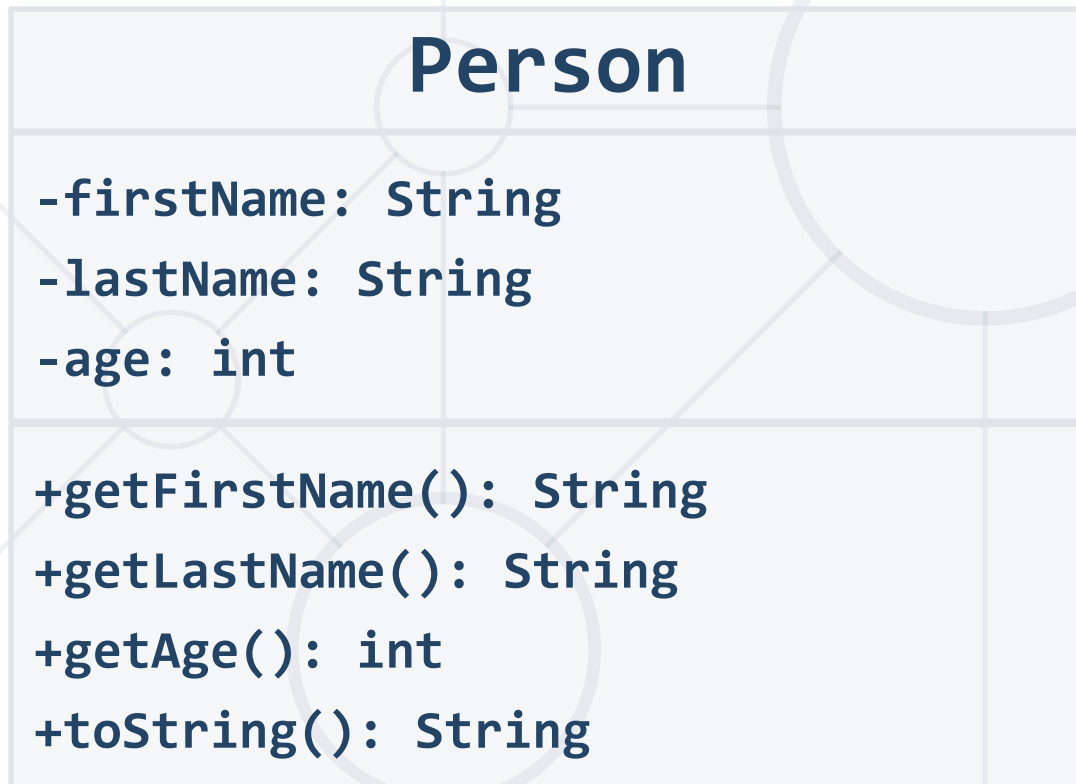 Person
-firstName: String
-lastName: String
-age: int
+getFirstName(): String
+getLastName(): String
+getAge(): int
+toString(): String